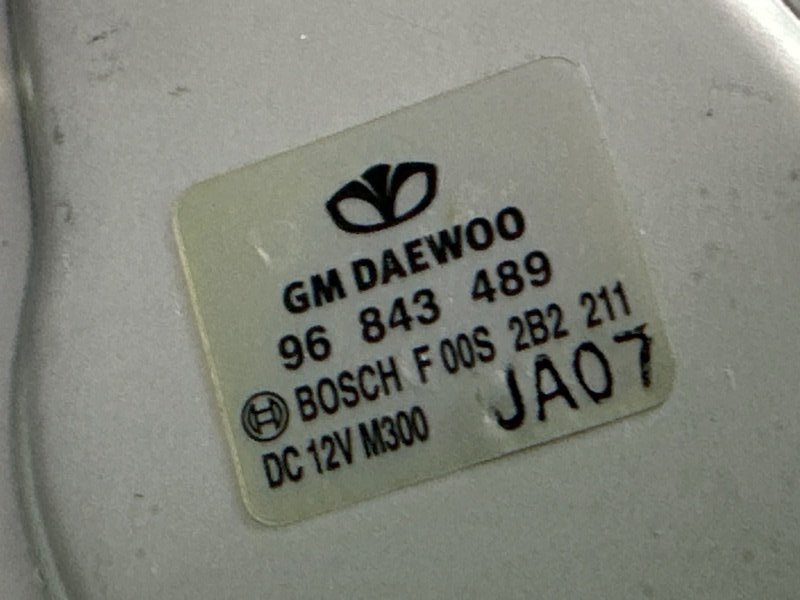 GM DAEWOO
96 843 489
BOSCH F 00S 2B2 211
DC 12V M300 JA07